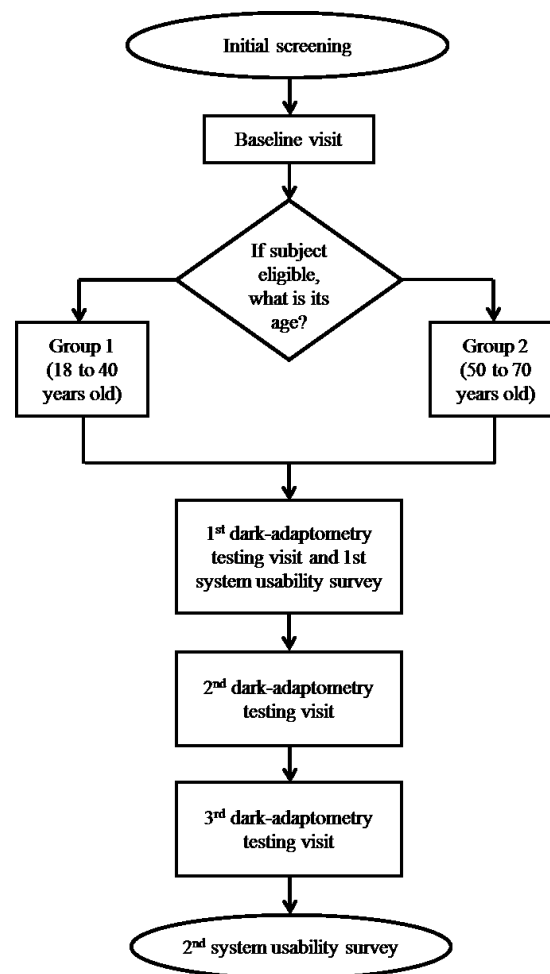 Initial screening
Baseline visit
If subject
eligible,
what is its
age?
Group 1
(18 to 40
years old)
Group 2
(50 to 70
years old)
1st dark-adaptometry
testing visit and 1st
system usability survey
2nd dark-adaptometry
testing visit
3rd dark-adaptometry
testing visit
2nd system usability survey